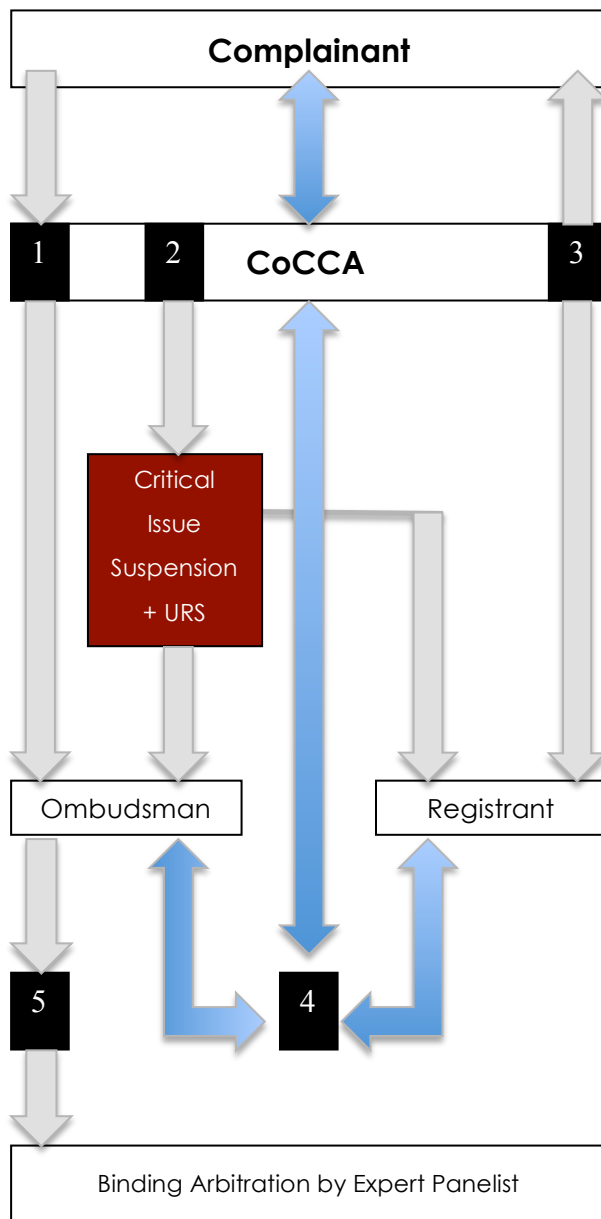 Complainant
1
2
CoCCA
3
Critical
Issue
Suspension
+ URS
Ombudsman
Registrant
5
4
Binding Arbitration by Expert Panelist